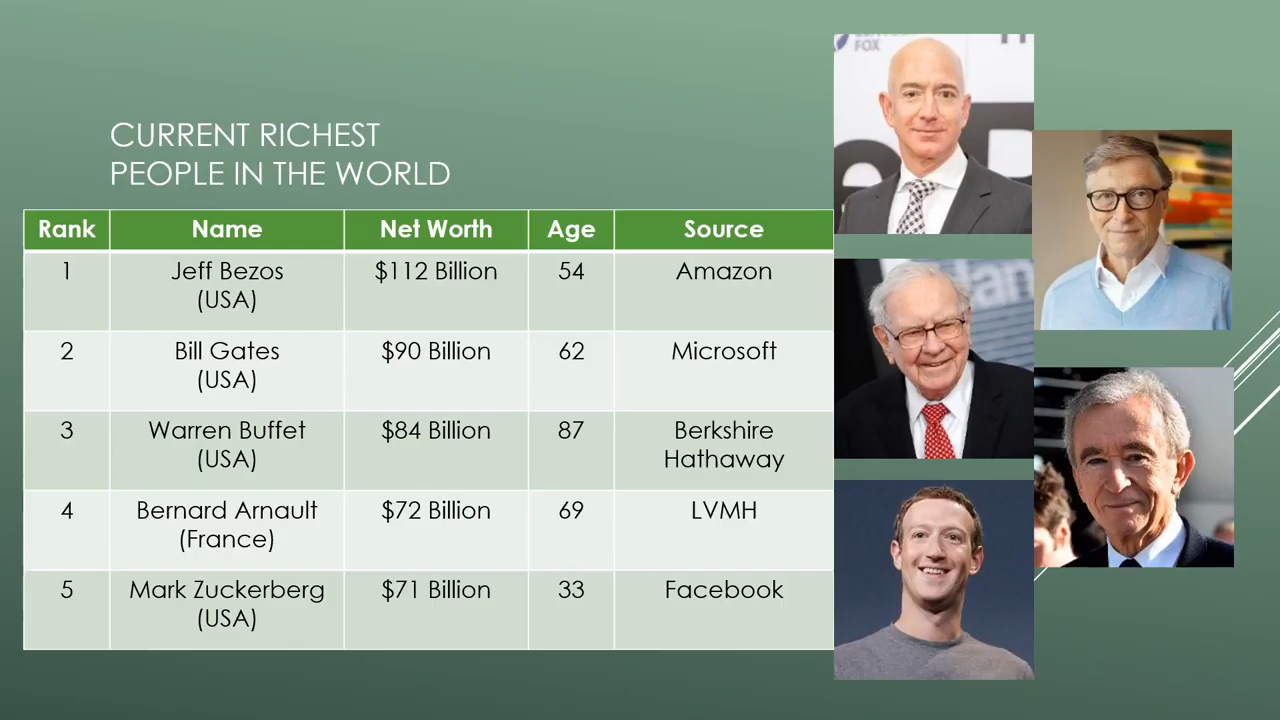 CURRENT RICHEST
PEOPLE IN THE WORLD
Rank Name Net Worth Age Source
1 Jeff Bezos $112 Billion 54 Amazon
(USA)
2 Bill Gates $90 Billion 62 Microsoft
(USA)
3 Warren Buffet $84 Billion 87 Berkshire
(USA) Hathaway
4 Bernard Arnault $72 Billion 69 LVMH
(France)
5 Mark Zuckerberg $71 Billion 33 Facebook
(USA)
FOX